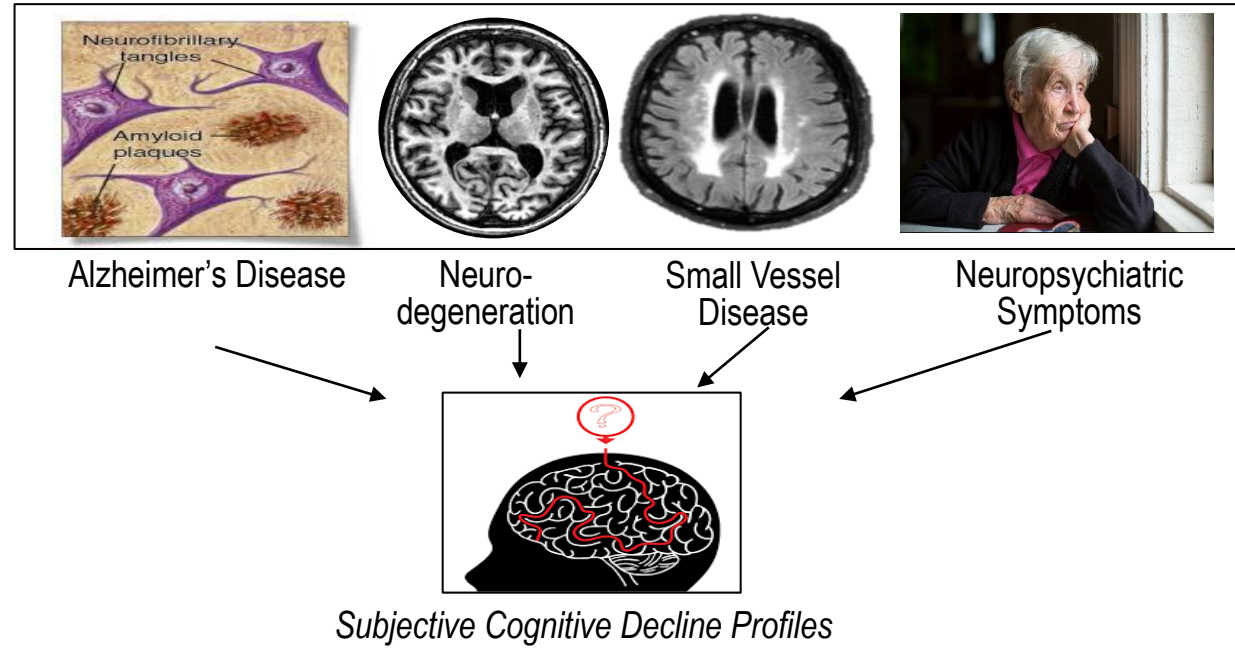 Neurofibrillary
tangles
Amyloid
plaques
Alzheimer's Disease
Neuro-
degeneration
Small Vessel
Disease
Neuropsychiatric
Symptoms
?
Subjective Cognitive Decline Profiles